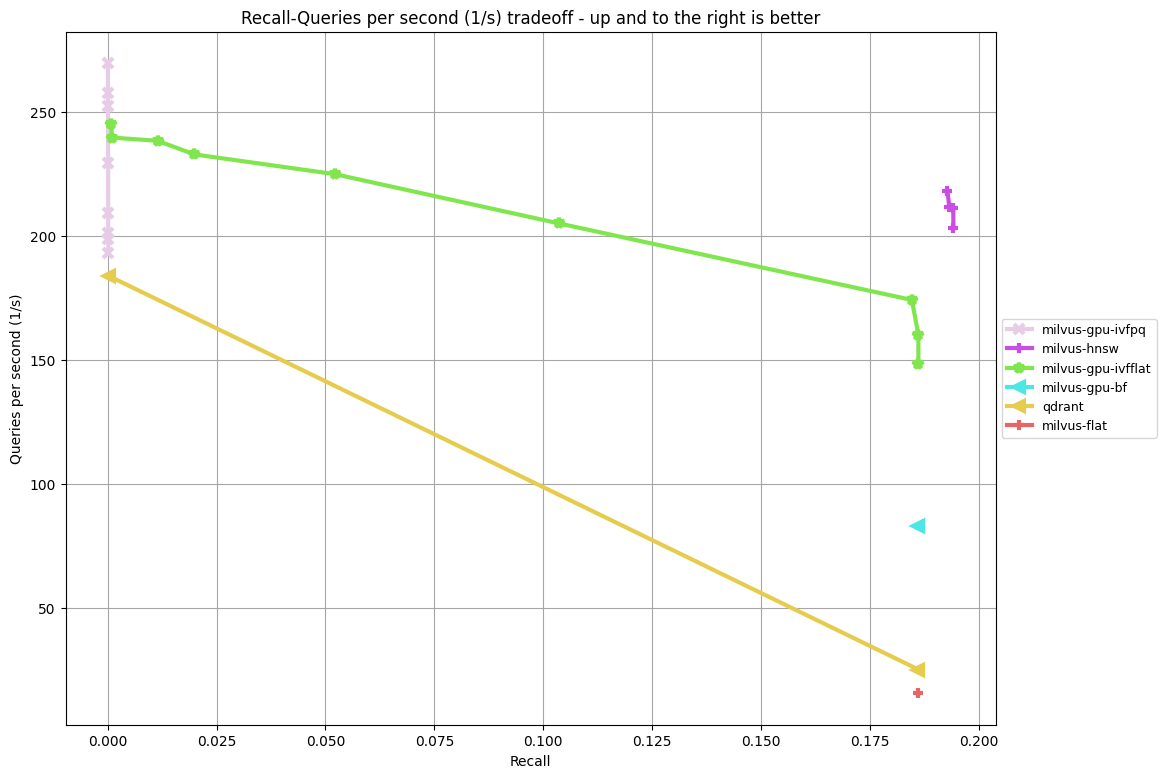 Recall-Queries per second (1/s) tradeoff - up and to the right is better
Queries per second (1/s)
250
200
150
100
50
0.000
0.025
0.050
0.075
0.100
0.125
0.150
0.175
0.200
Recall
milvus-gpu-ivfpq
milvus-hnsw
milvus-gpu-ivfflat
milvus-gpu-bf
qdrant
milvus-flat